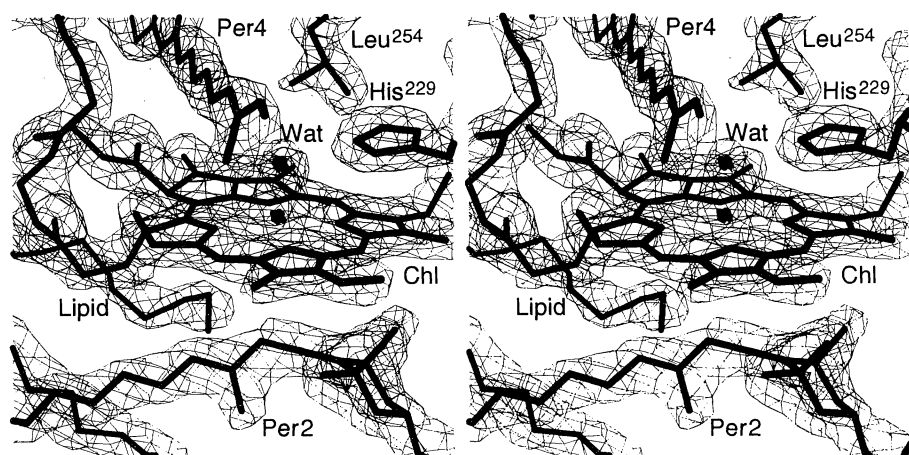 Per4 Per4
Leu254 Leu254
His229 His229
Wat Wat
Chl Chl
Lipid Lipid
Per2 Per2